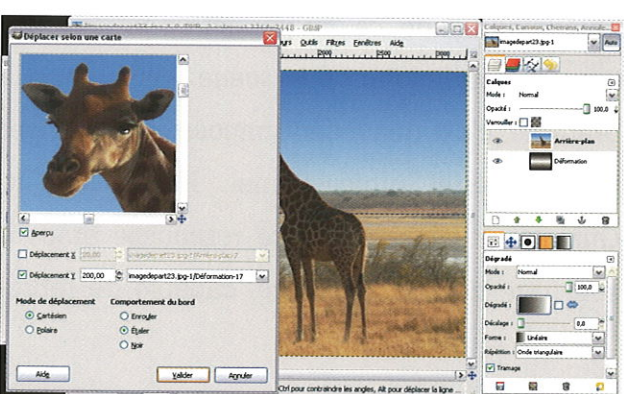 Déplacer selon une carte
Aperçu
Déplacement X
Déplacement Y 200,00 imagedepart23.jpg-1/Déformation-17
Mode de déplacement Comportement du bord
Cartésien Enrouler
Polaire Étaler
Noir
Aide Valider Annuler
GIMP
Outils Filtres Fenêtres Aide
Ctrl pour contraindre les angles, Alt pour déplacer la ligne ...
Calques, Canaux, Chemins, Annuler
imagedepart23.jpg-1 Auto
Calques
Mode : Normal
Opacité : 100,0
Verrouiller :
Arrière-plan
Déformation
Dégradé
Mode : Normal
Opacité : 100,0
Dégradé :
Décalage : 0,0
Forme : Linéaire
Répétition : Onde triangulaire
Tramage